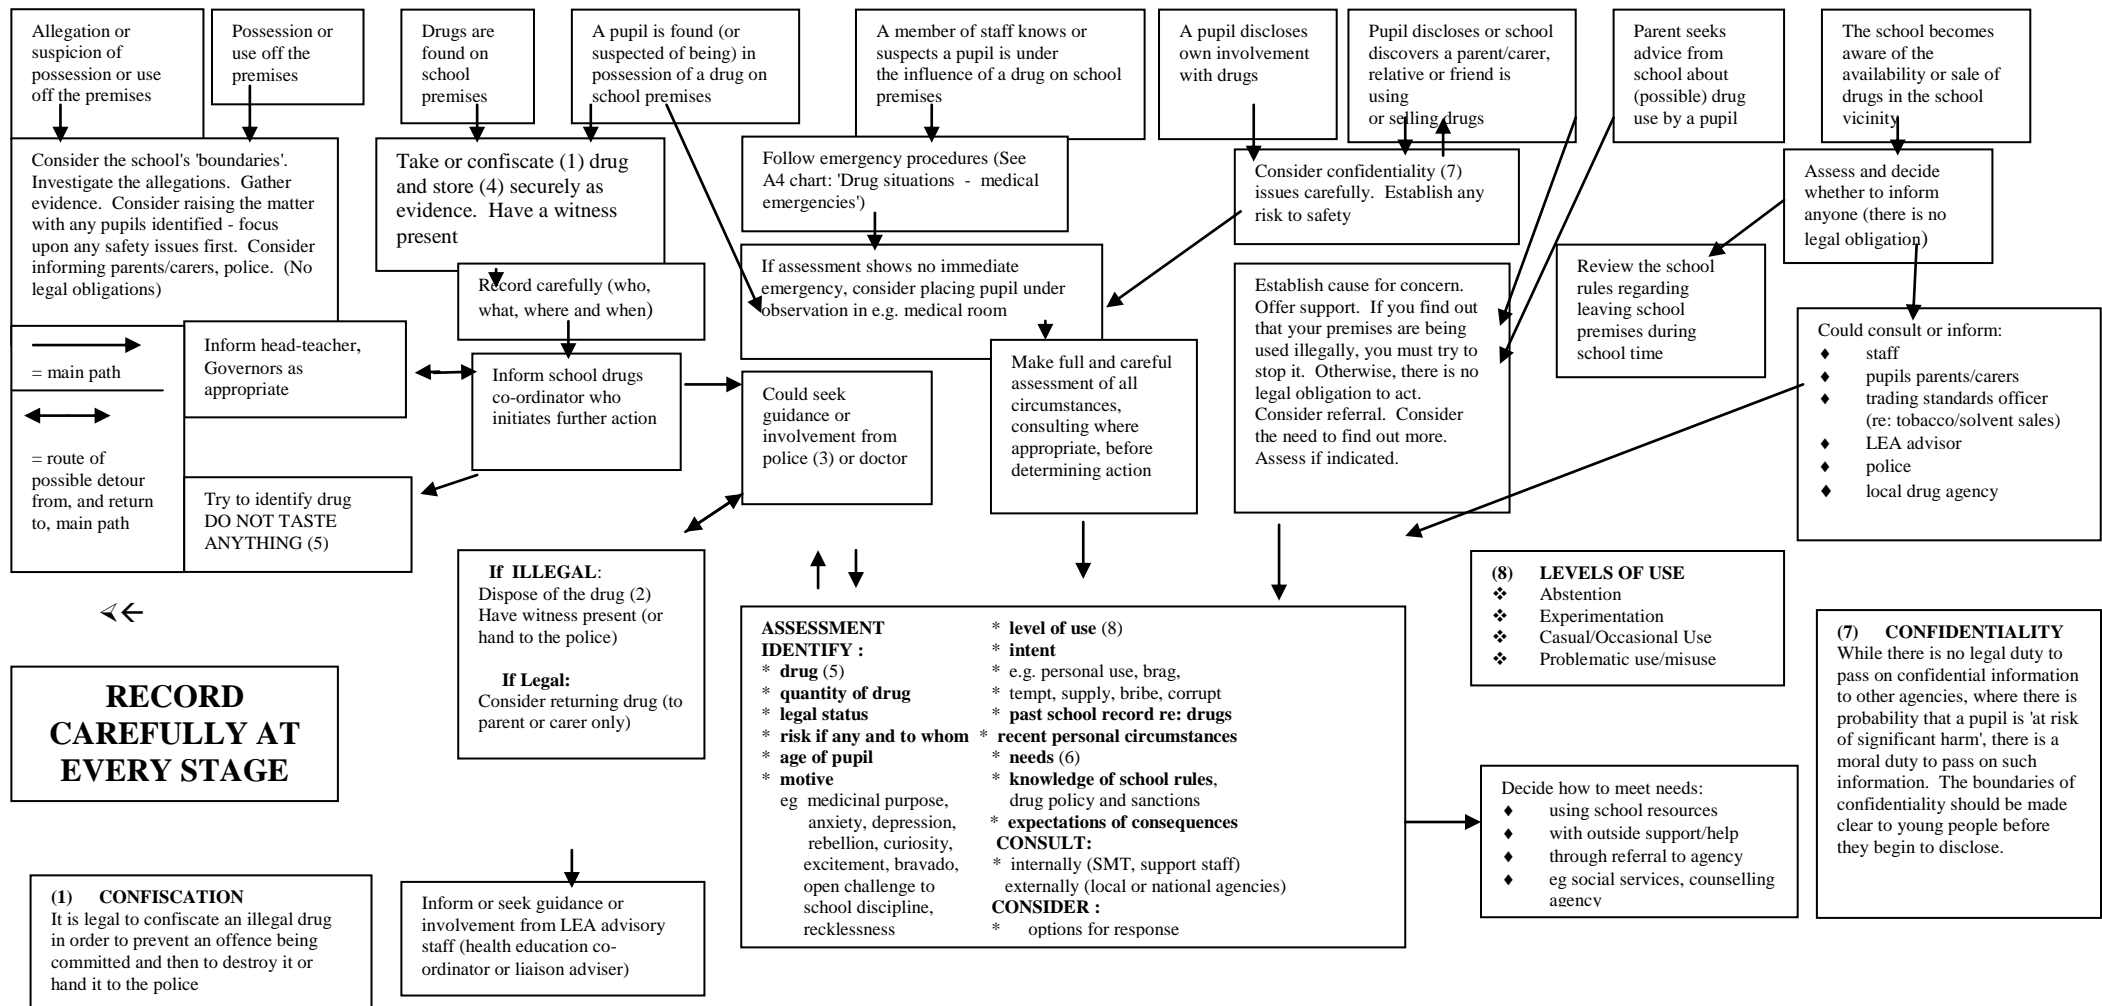 Allegation or
suspicion of
possession or use
off the premises
Possession or
use off the
premises
Drugs are
found on
school
premises
A pupil is found (or
suspected of being) in
possession of a drug on
school premises
A member of staff knows or
suspects a pupil is under
the influence of a drug on school
premises
A pupil discloses
own involvement
with drugs
Pupil discloses or school
discovers a parent/carer,
relative or friend is
using
or selling drugs
Parent seeks
advice from
school about
(possible) drug
use by a pupil
The school becomes
aware of the
availability or sale of
drugs in the school
vicinity
Consider the school's 'boundaries'.
Investigate the allegations.  Gather
evidence.  Consider raising the matter
with any pupils identified - focus
upon any safety issues first.  Consider
informing parents/carers, police.  (No
legal obligations)
Take or confiscate (1) drug
and store (4) securely as
evidence.  Have a witness
present
Follow emergency procedures (See
A4 chart: 'Drug situations  -  medical
emergencies')
Consider confidentiality (7)
issues carefully.  Establish any
risk to safety
Assess and decide
whether to inform
anyone (there is no
legal obligation)
Record carefully (who,
what, where and when)
If assessment shows no immediate
emergency, consider placing pupil under
observation in e.g. medical room
Establish cause for concern.
Offer support.  If you find out
that your premises are being
used illegally, you must try to
stop it.  Otherwise, there is no
legal obligation to act.
Consider referral.  Consider
the need to find out more.
Assess if indicated.
Review the school
rules regarding
leaving school
premises during
school time
Could consult or inform:
♦ staff
♦ pupils parents/carers
♦ trading standards officer
(re: tobacco/solvent sales)
♦ LEA advisor
♦ police
♦ local drug agency
= main path
= route of
possible detour
from, and return
to, main path
Inform head-teacher,
Governors as
appropriate
Inform school drugs
co-ordinator who
initiates further action
Could seek
guidance or
involvement from
police (3) or doctor
Make full and careful
assessment of all
circumstances,
consulting where
appropriate, before
determining action
Try to identify drug
DO NOT TASTE
ANYTHING (5)
If  ILLEGAL:
Dispose of the drug (2)
Have witness present (or
hand to the police)
If Legal:
Consider returning drug (to
parent or carer only)
(8) LEVELS OF USE
❖ Abstention
❖ Experimentation
❖ Casual/Occasional Use
❖ Problematic use/misuse
(7) CONFIDENTIALITY
While there is no legal duty to
pass on confidential information
to other agencies, where there is
probability that a pupil is 'at risk
of significant harm', there is a
moral duty to pass on such
information.  The boundaries of
confidentiality should be made
clear to young people before
they begin to disclose.
RECORD
CAREFULLY AT
EVERY STAGE
ASSESSMENT
IDENTIFY :
* drug (5)
* quantity of drug
* legal status
* risk if any and to whom
* age of pupil
* motive
eg  medicinal purpose,
anxiety, depression,
rebellion, curiosity,
excitement, bravado,
open challenge to
school discipline,
recklessness
* level of use (8)
* intent
* e.g. personal use, brag,
* tempt, supply, bribe, corrupt
* past school record re: drugs
* recent personal circumstances
* needs (6)
* knowledge of school rules,
drug policy and sanctions
* expectations of consequences
CONSULT:
* internally (SMT, support staff)
externally (local or national agencies)
CONSIDER :
* options for response
Decide how to meet needs:
♦ using school resources
♦ with outside support/help
♦ through referral to agency
♦ eg social services, counselling
agency
(1) CONFISCATION
It is legal to confiscate an illegal drug
in order to prevent an offence being
committed and then to destroy it or
hand it to the police
Inform or seek guidance or
involvement from LEA advisory
staff (health education co-
ordinator or liaison adviser)